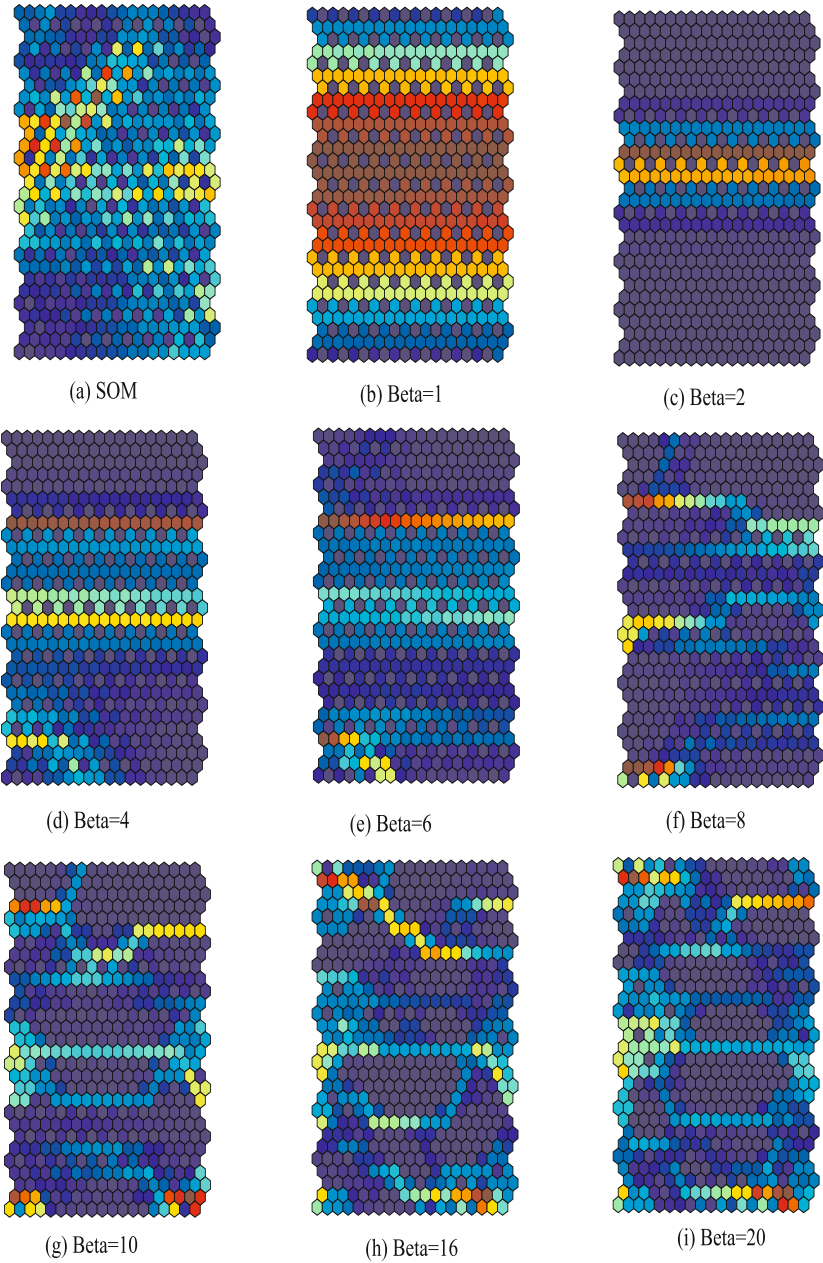 (a) SOM
(b) Beta=1
(c) Beta=2
(d) Beta=4
(e) Beta=6
(f) Beta=8
(g) Beta=10
(h) Beta=16
(i) Beta=20